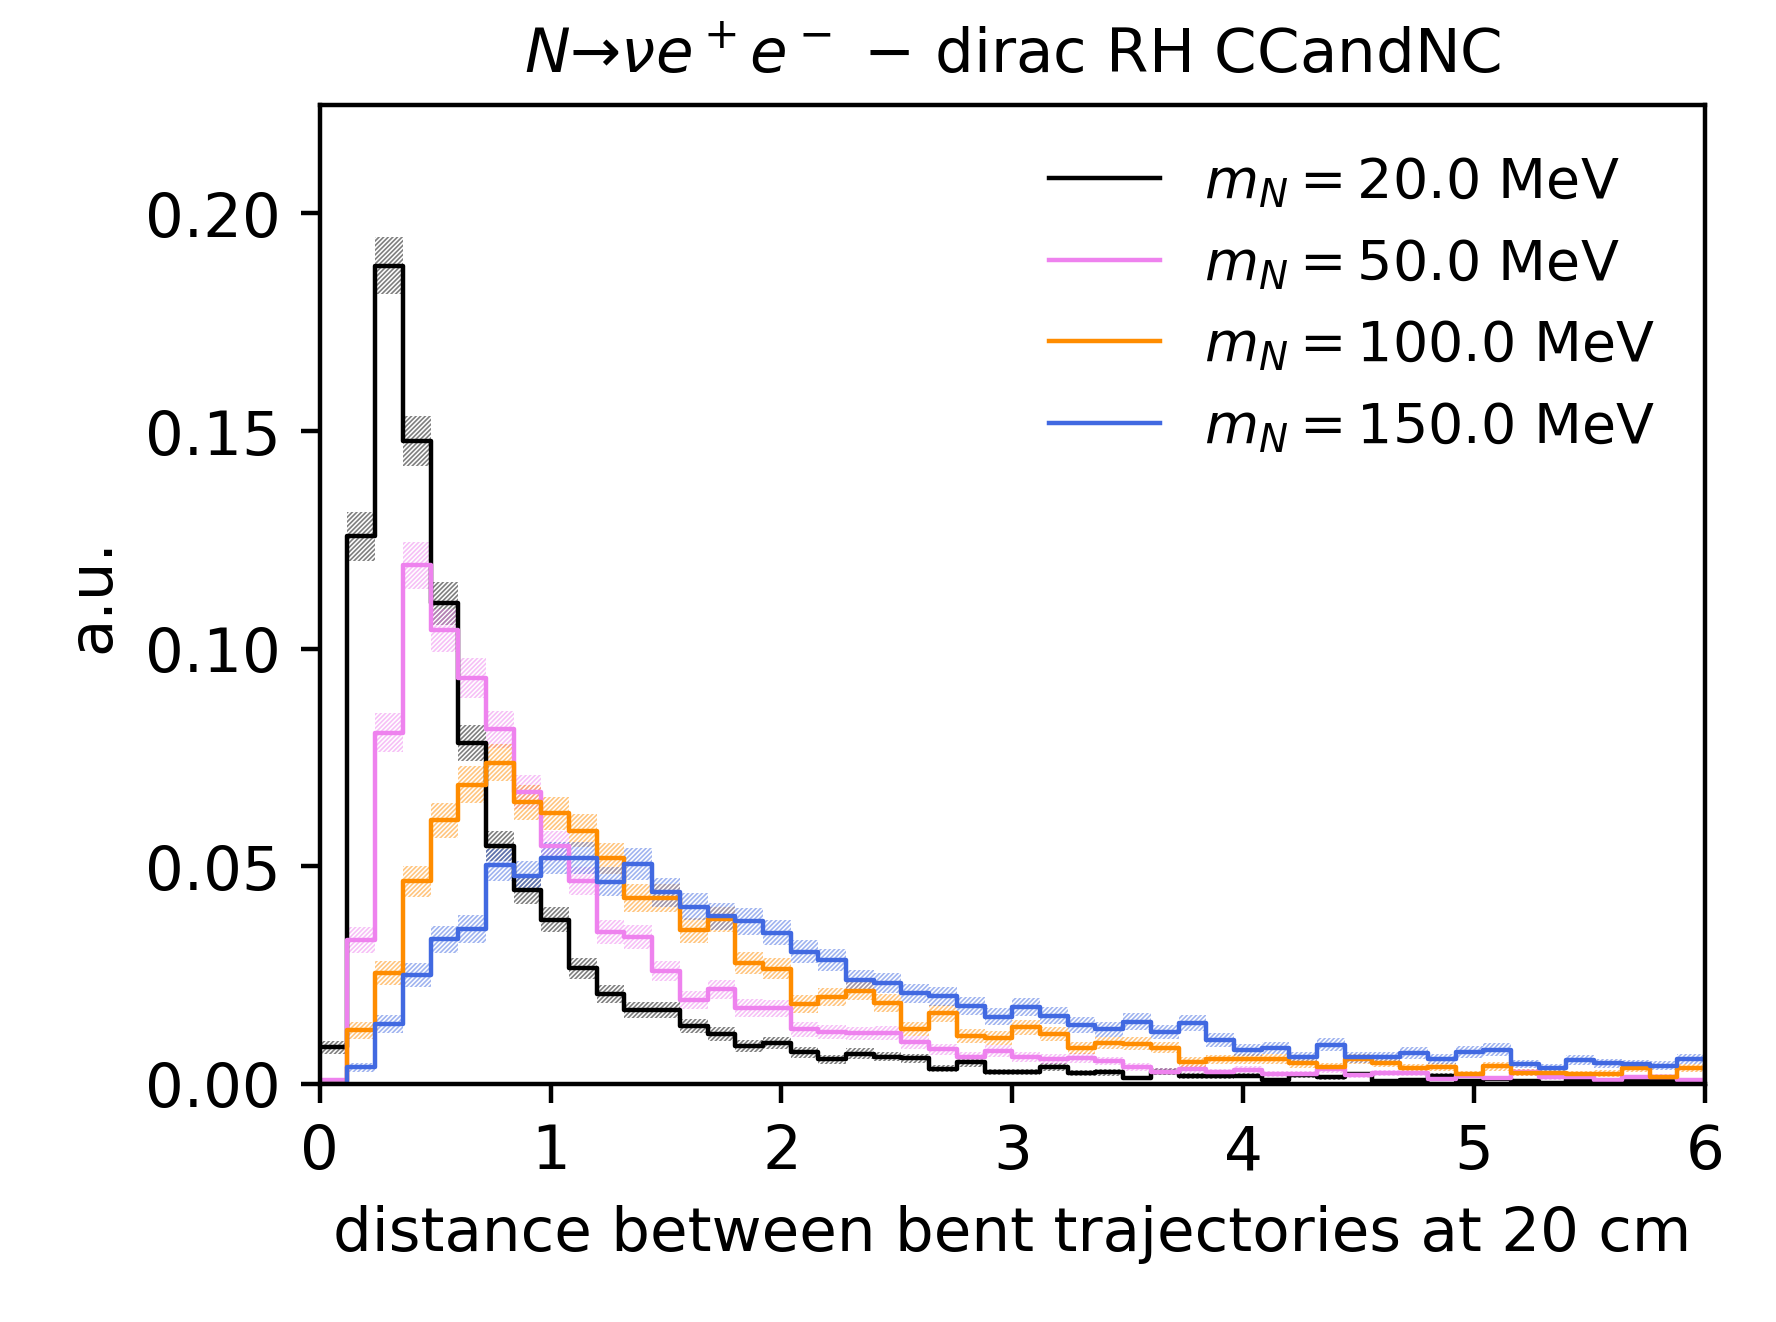 N→νe⁺e⁻ − dirac RH CCandNC
m_N = 20.0 MeV
m_N = 50.0 MeV
m_N = 100.0 MeV
m_N = 150.0 MeV
a.u.
0.20
0.15
0.10
0.05
0.00
0 1 2 3 4 5 6
distance between bent trajectories at 20 cm